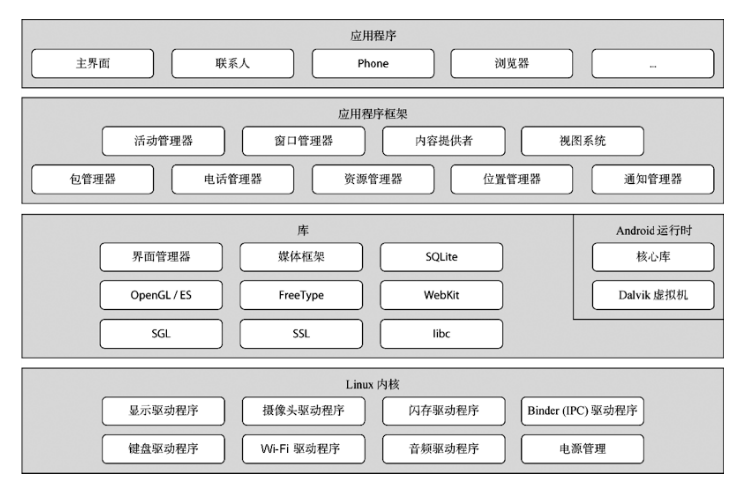 应用程序
主界面 联系人 Phone 浏览器 ...
应用程序框架
活动管理器 窗口管理器 内容提供者 视图系统
包管理器 电话管理器 资源管理器 位置管理器 通知管理器
库
界面管理器 媒体框架 SQLite
OpenGL / ES FreeType WebKit
SGL SSL libc
Android 运行时
核心库
Dalvik 虚拟机
Linux 内核
显示驱动程序 摄像头驱动程序 闪存驱动程序 Binder (IPC) 驱动程序
键盘驱动程序 Wi-Fi 驱动程序 音频驱动程序 电源管理